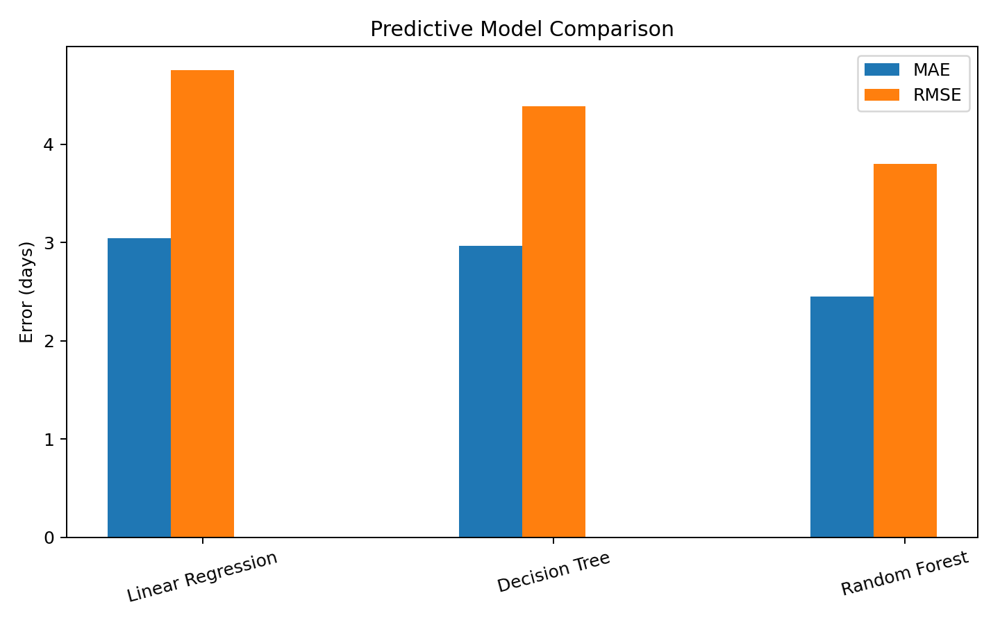 Predictive Model Comparison
MAE
RMSE
Error (days)
4
3
2
1
0
Linear Regression
Decision Tree
Random Forest